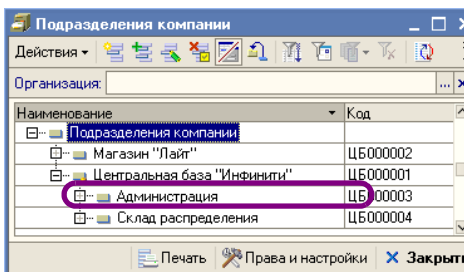 Подразделения компании
Действия
Организация:
...
Наименование Код
Подразделения компании
Магазин "Лайт" ЦБ000002
Центральная база "Инфинити" ЦБ000001
Администрация ЦБ000003
Склад распределения ЦБ000004
Печать Права и настройки Закрыть